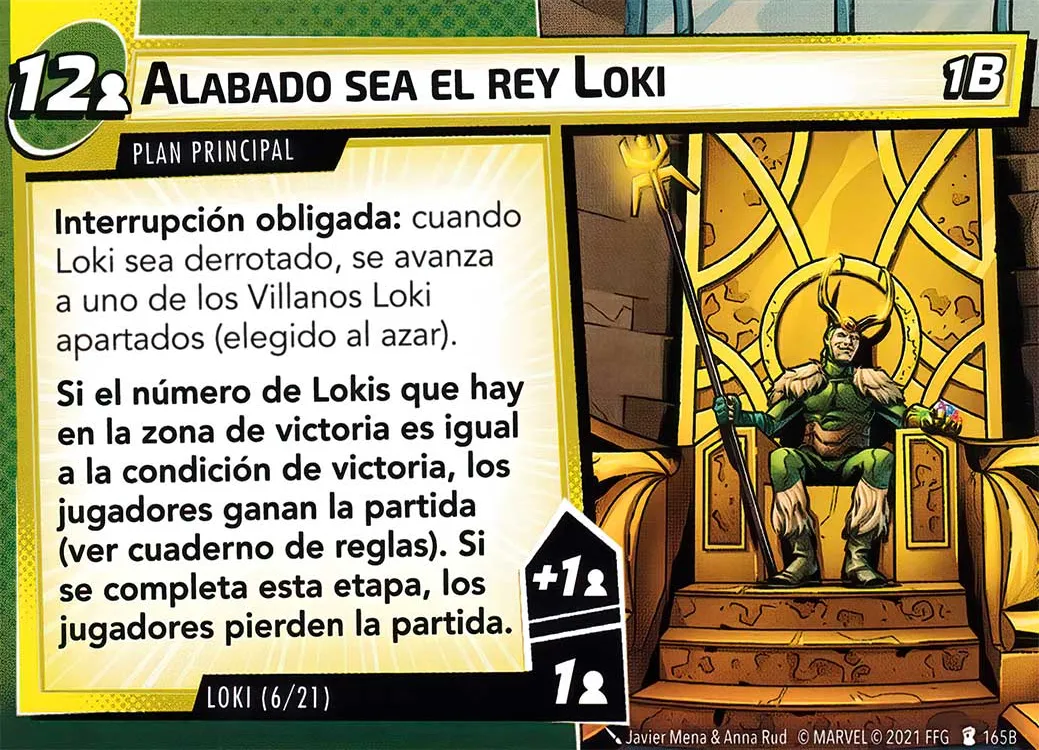 12
ALABADO SEA EL REY LOKI
1B
PLAN PRINCIPAL
Interrupción obligada: cuando
Loki sea derrotado, se avanza
a uno de los Villanos Loki
apartados (elegido al azar).
Si el número de Lokis que hay
en la zona de victoria es igual
a la condición de victoria, los
jugadores ganan la partida
(ver cuaderno de reglas). Si
se completa esta etapa, los
jugadores pierden la partida.
+1
1
LOKI (6/21)
Javier Mena & Anna Rud © MARVEL © 2021 FFG 165B